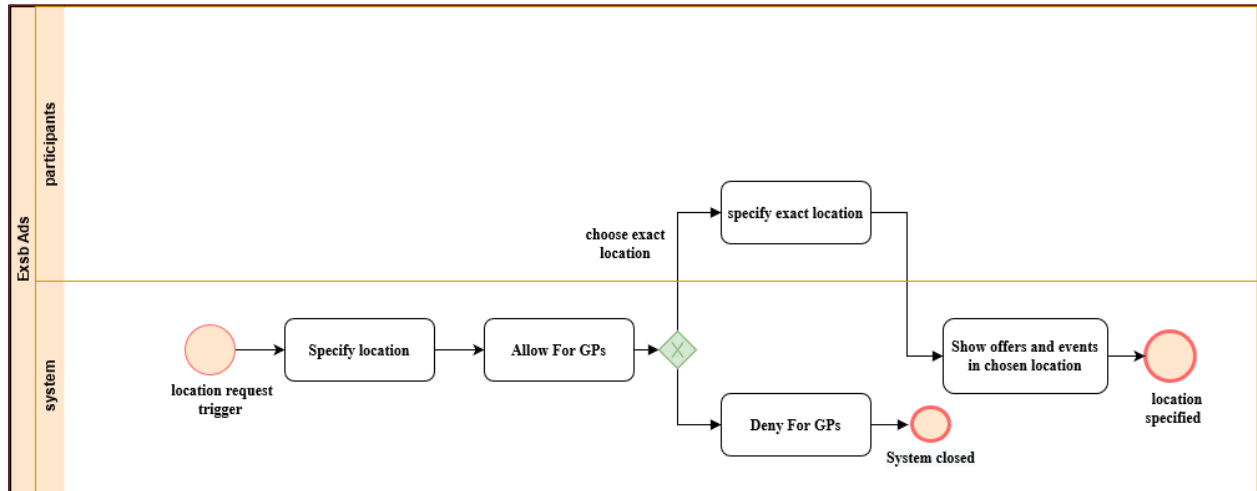 Exsb Ads
participants
system
choose exact
location
specify exact location
location request
trigger
Specify location
Allow For GPs
X
Deny For GPs
System closed
Show offers and events
in chosen location
location
specified